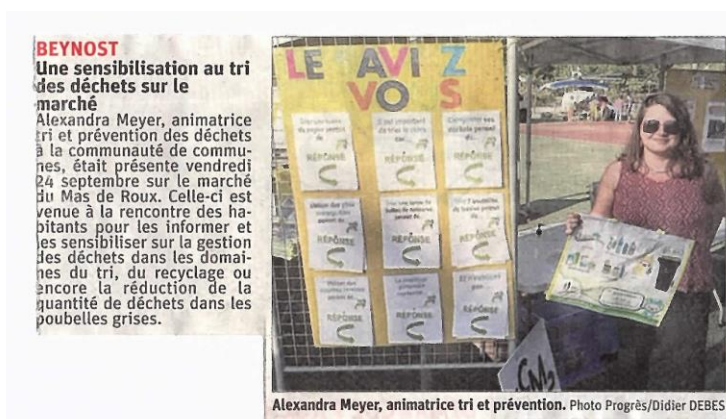 BEYNOST
Une sensibilisation au tri
des déchets sur le
marché
Alexandra Meyer, animatrice
tri et prévention des déchets
à la communauté de commu-
nes, était présente vendredi
24 septembre sur le marché
du Mas de Roux. Celle-ci est
venue à la rencontre des ha-
bitants pour les informer et
les sensibiliser sur la gestion
des déchets dans les domai-
nes du tri, du recyclage ou
encore la réduction de la
quantité de déchets dans les
poubelles grises.
LE AVI Z
VO S
RÉPONSE
RÉPONSE
RÉPONSE
RÉPONSE
RÉPONSE
RÉPONSE
RÉPONSE
RÉPONSE
RÉPONSE
Alexandra Meyer, animatrice tri et prévention. Photo Progrès/Didier DEBES